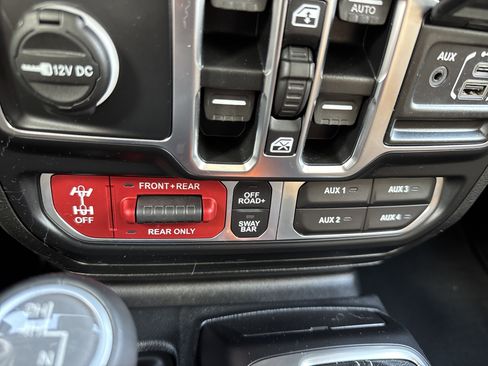 12V DC
AUTO
AUX
FRONT+REAR
OFF
REAR ONLY
OFF
ROAD+
SWAY
BAR
AUX 1
AUX 3
AUX 2
AUX 4
4H
N